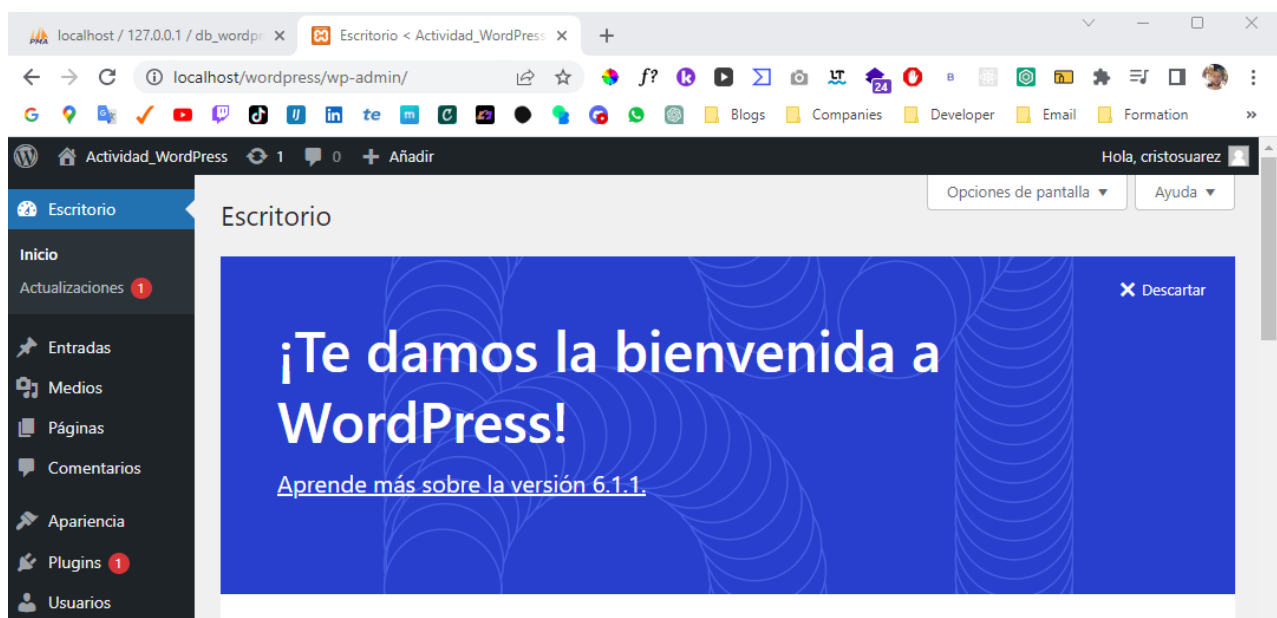 localhost / 127.0.0.1 / db_wordpr
Escritorio < Actividad_WordPress
localhost/wordpress/wp-admin/
f?
24
Blogs
Companies
Developer
Email
Formation
»
Actividad_WordPress 1 0 Añadir
Hola, cristosuarez
Escritorio
Inicio
Actualizaciones 1
Entradas
Medios
Páginas
Comentarios
Apariencia
Plugins 1
Usuarios
Opciones de pantalla ▼
Ayuda ▼
Escritorio
Descartar
¡Te damos la bienvenida a
WordPress!
Aprende más sobre la versión 6.1.1.